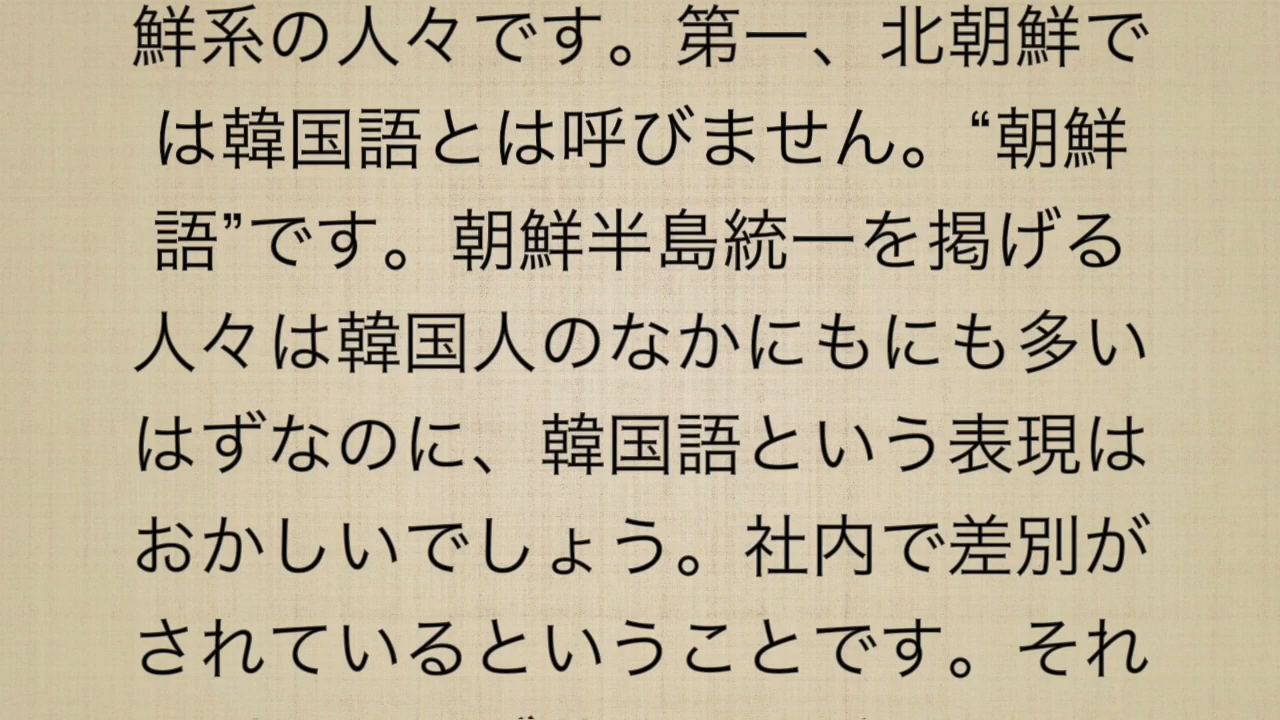 鮮系の人々です。第一、北朝鮮で
は韓国語とは呼びません。“朝鮮
語”です。朝鮮半島統一を掲げる
人々は韓国人のなかにもにも多い
はずなのに、韓国語という表現は
おかしいでしょう。社内で差別が
されているということです。それ